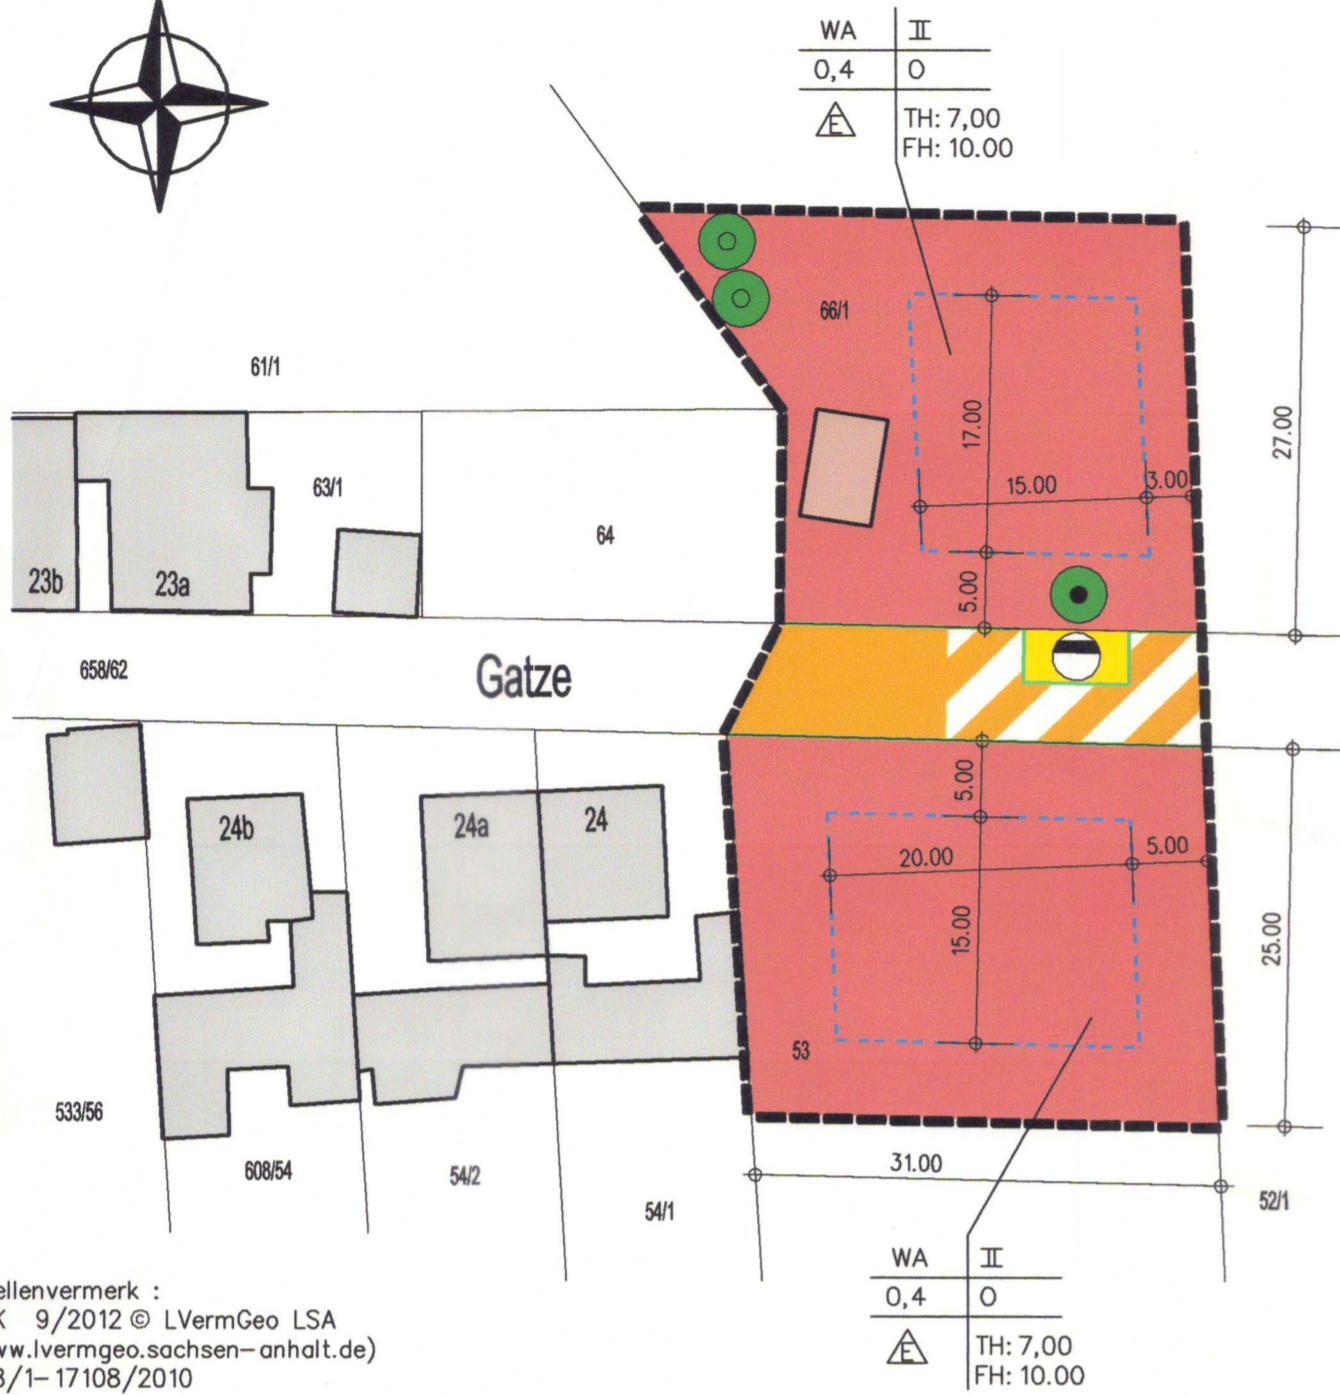 WA II
0,4 O
E TH: 7,00
FH: 10.00
66/1
61/1
17.00
27.00
15.00
3.00
63/1
64
23b
23a
5.00
658/62
Gatze
5.00
24b
24a
24
20.00
5.00
15.00
25.00
53
533/56
608/54
54/2
54/1
31.00
52/1
WA II
0,4 O
E TH: 7,00
FH: 10.00
ellenvermerk :
K 9/2012 © LVermGeo LSA
ww.lvermgeo.sachsen-anhalt.de)
8/1-17108/2010